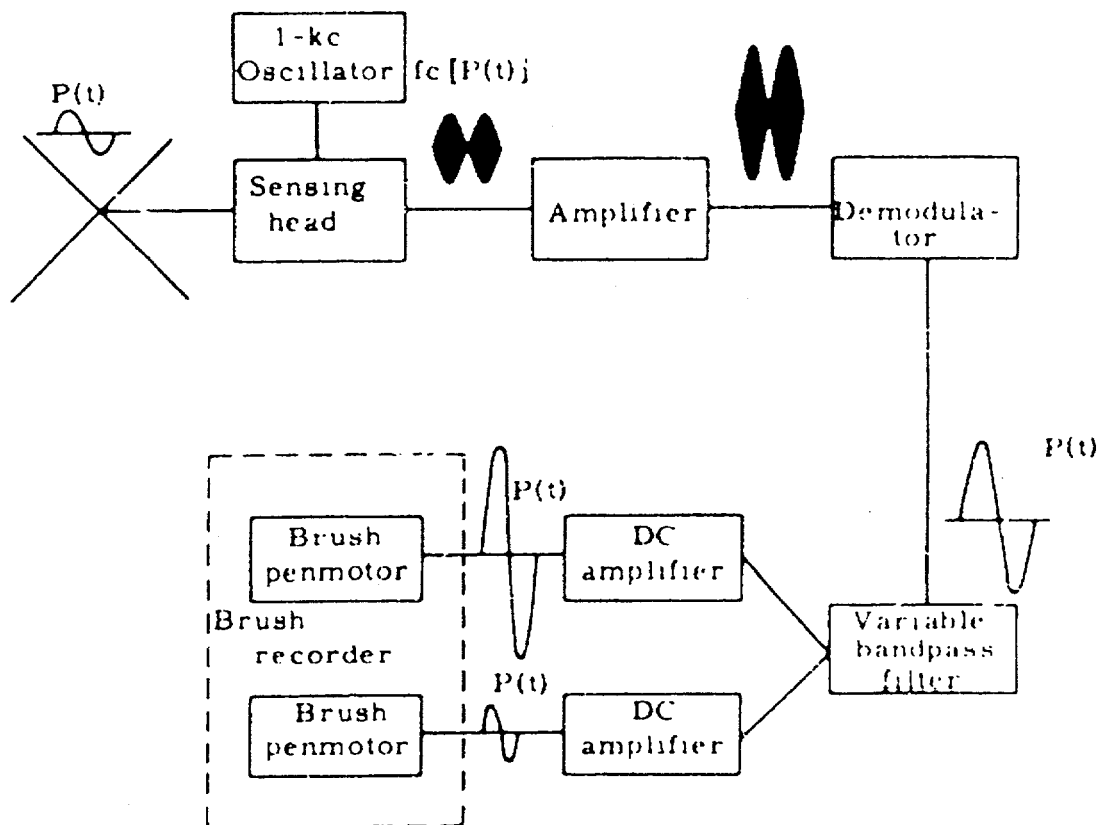 1-kc
Oscillator
fc[P(t)]
P(t)
Sensing
head
Amplifier
Demodula-
tor
P(t)
P(t)
Brush
penmotor
DC
amplifier
Variable
bandpass
filter
Brush
recorder
P(t)
Brush
penmotor
DC
amplifier